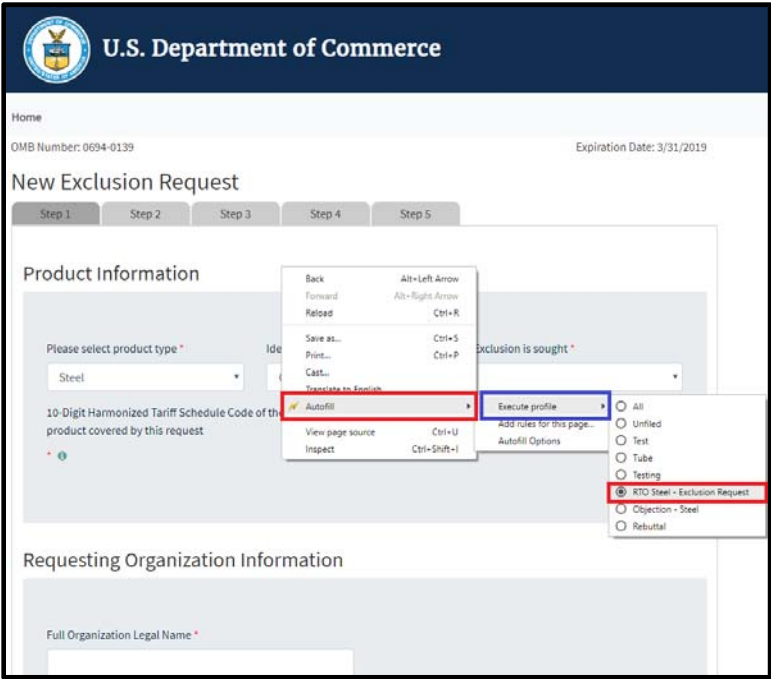 U.S. Department of Commerce
Home
OMB Number: 0694-0139 Expiration Date: 3/31/2019
New Exclusion Request
Step 1 Step 2 Step 3 Step 4 Step 5
Product Information
Back Alt+Left Arrow
Forward Alt+Right Arrow
Reload Ctrl+R
Save as... Ctrl+S
Print... Ctrl+P
Cast...
Translate to English
Autofill
View page source Ctrl+U
Inspect Ctrl+Shift+I
Please select product type *
Ide
Exclusion is sought *
Steel
10-Digit Harmonized Tariff Schedule Code of the
product covered by this request
*
Execute profile
Add rules for this page...
Autofill Options
All
Unfiled
Test
Tube
Testing
RTO Steel - Exclusion Request
Objection - Steel
Rebuttal
Requesting Organization Information
Full Organization Legal Name *